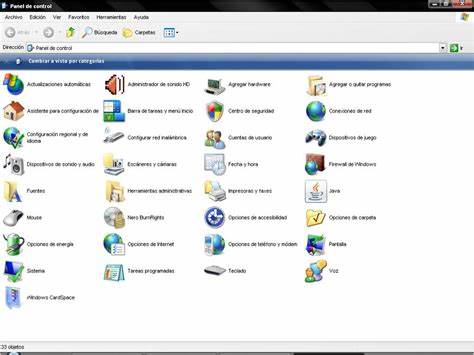 Panel de control
Archivo Edición Ver Favoritos Herramientas Ayuda
Atrás Búsqueda Carpetas
Dirección Panel de control Ir
Cambiar a vista por categorías
Actualizaciones automáticas
Administrador de sonido HD
Agregar hardware
Agregar o quitar programas
Asistente para configuración de
Barra de tareas y menú Inicio
Centro de seguridad
Conexiones de red
Configuración regional y de
idioma
Configurar red inalámbrica
Cuentas de usuario
Dispositivos de juego
Dispositivos de sonido y audio
Escáneres y cámaras
Fecha y hora
Firewall de Windows
Fuentes
Herramientas administrativas
Impresoras y faxes
Java
Mouse
Nero BurnRights
Opciones de accesibilidad
Opciones de carpeta
Opciones de energía
Opciones de Internet
Opciones de teléfono y módem
Pantalla
Sistema
Tareas programadas
Teclado
Voz
Windows CardSpace
33 objetos